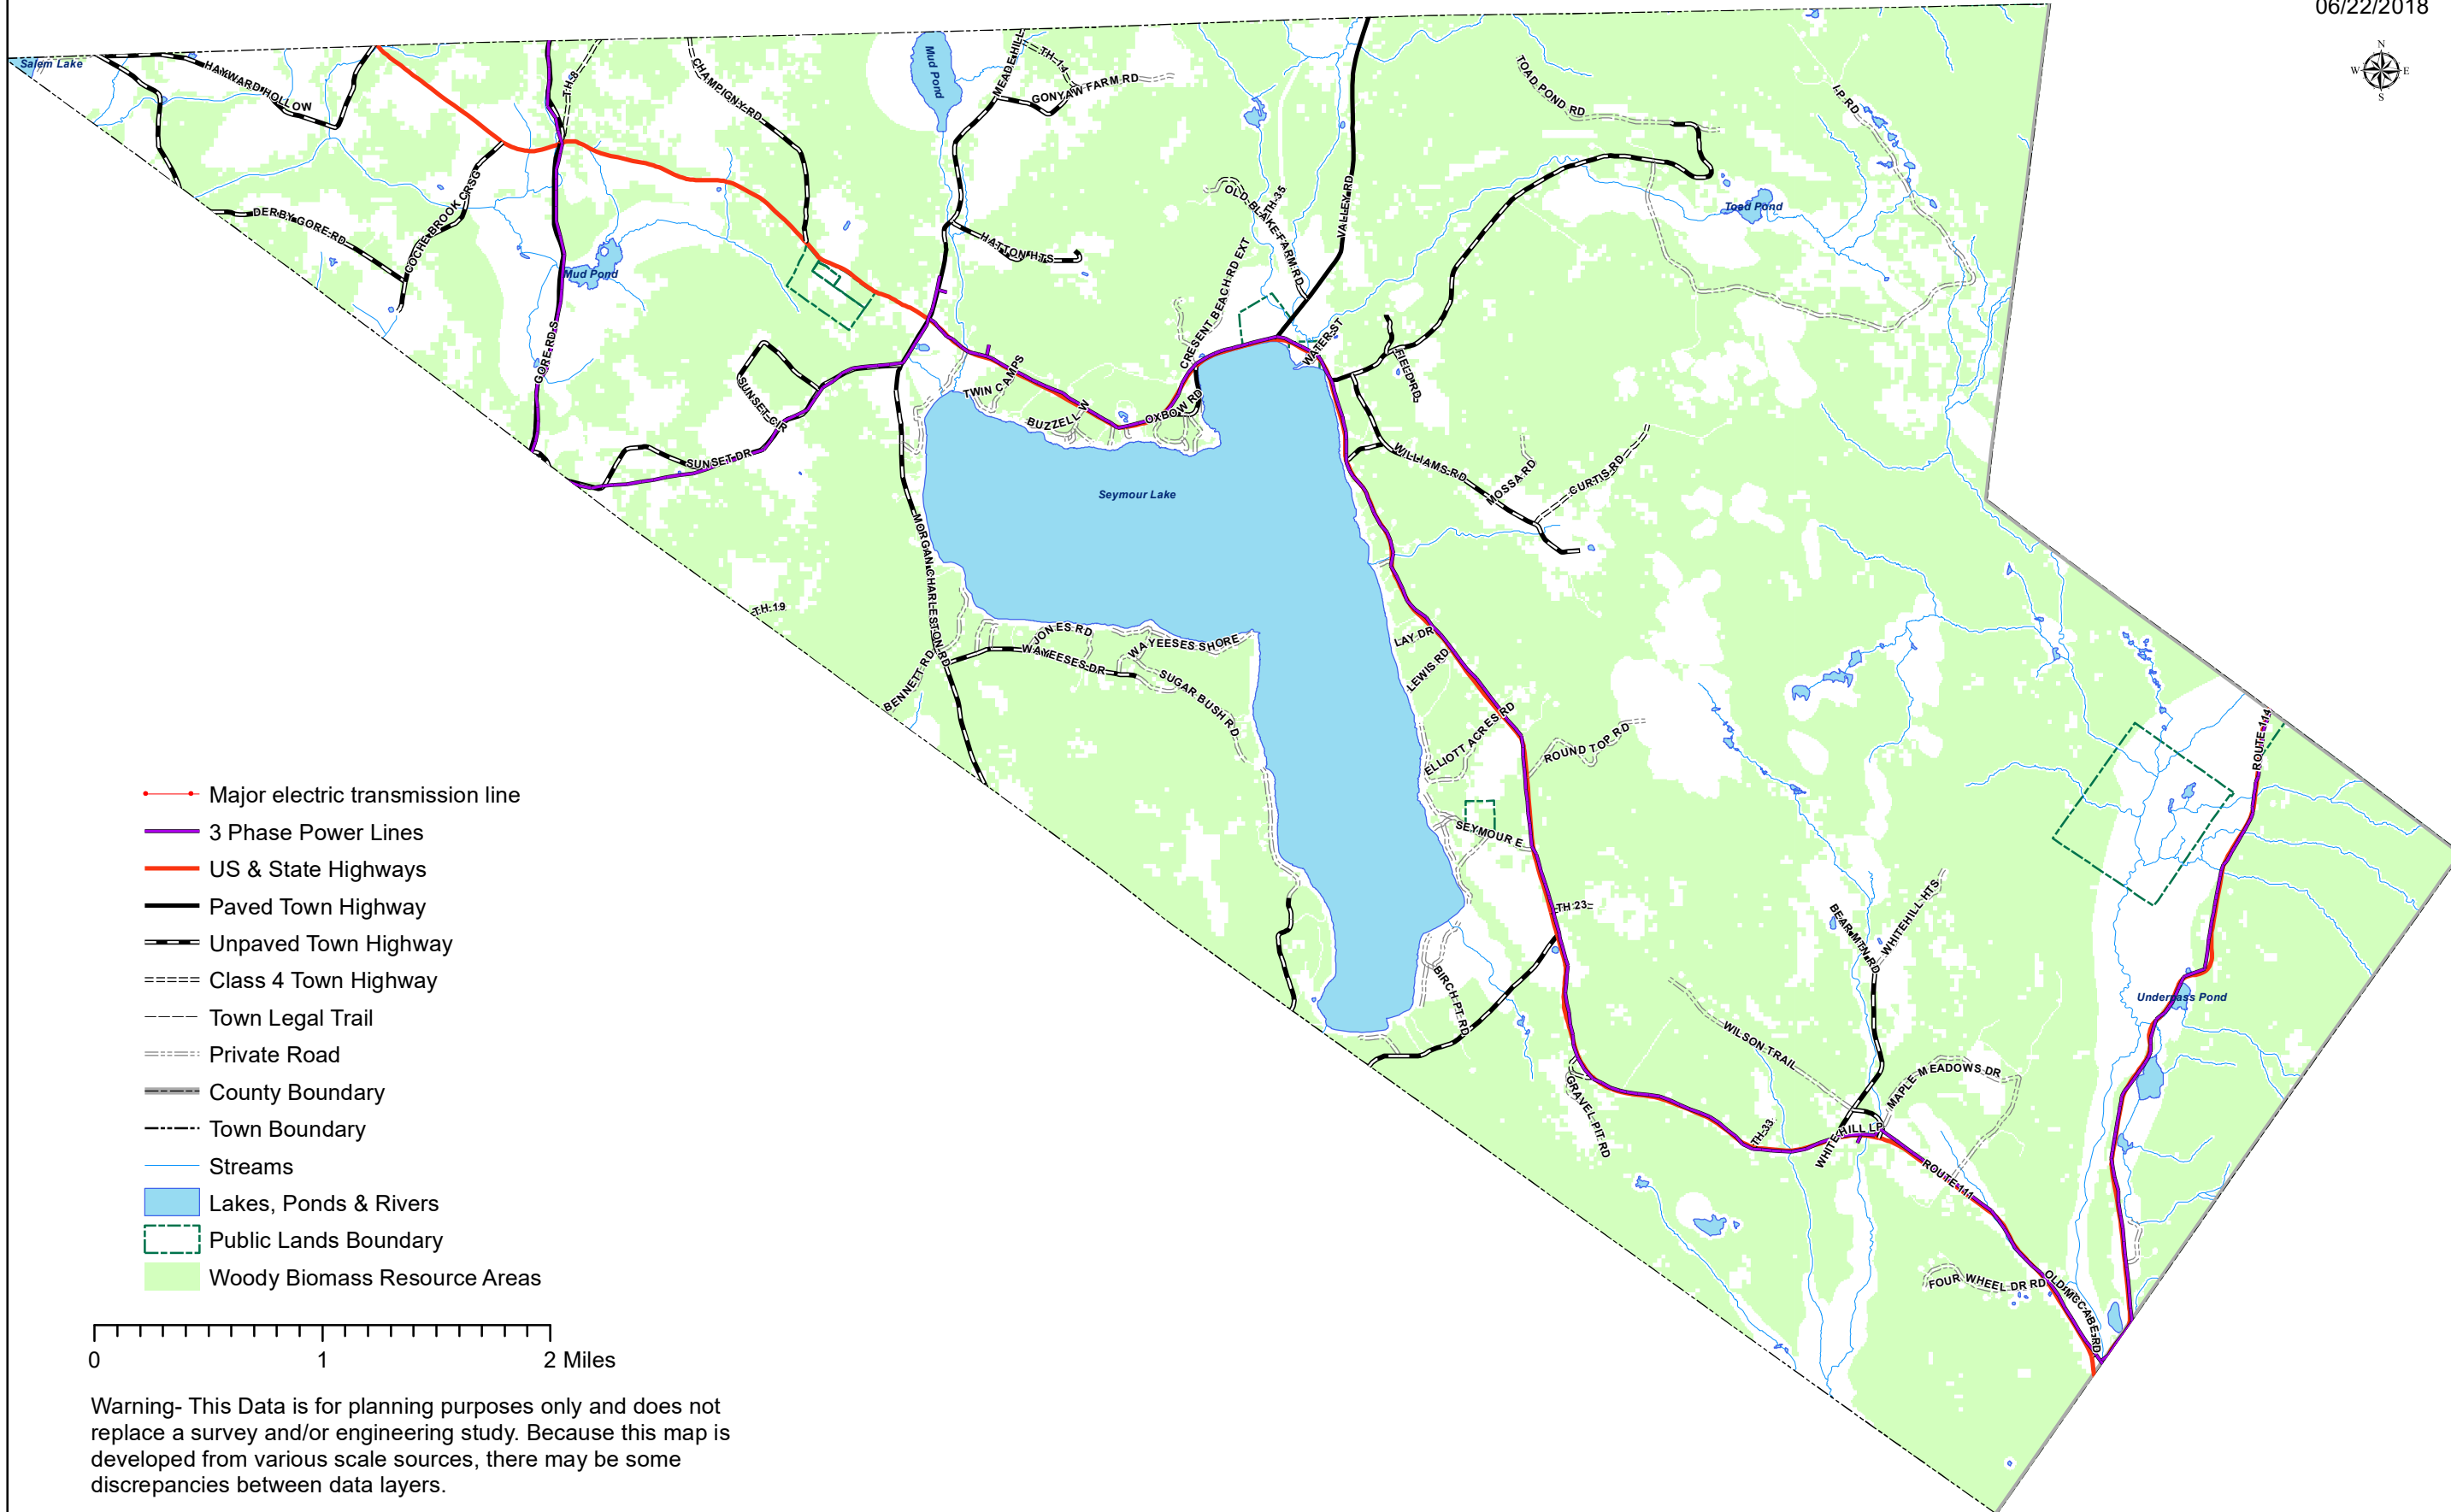 06/22/2018
N
W E
S
Salem Lake
HAYWARD HOLLOW
TH-8
CHAMPIGNY RD
Mud Pond
MEADE HILL
TH-14
GONYAW FARM RD
TOAD POND RD
I.P. RD
DERBY GORE RD
COCHE BROOK CRSG
Mud Pond
GORE RD S
HATTON HTS
OLD BLAKE FARM RD
TH-35
VALLEY RD
Toad Pond
CRESENT BEACH RD EXT
WATER ST
FIELD RD
SUNSET CIR
SUNSET DR
TWIN CAMPS
BUZZELL W
OXBOW RD
WILLIAMS RD
MOSSA RD
CURTIS RD
Seymour Lake
MORGAN CHARLESTON RD
TH-19
JONES RD
WAYEESES DR
WAYEESES SHORE
SUGAR BUSH RD
BENNETT RD
LAY DR
LEWIS RD
ELLIOTT ACRES RD
ROUND TOP RD
SEYMOUR E
TH 23
BIRCH PT RD
ROUTE 114
BEAR MTN RD
WHITEHILL HTS
Underpass Pond
WILSON TRAIL
MAPLE MEADOWS DR
GRAVEL PIT RD
TH-33
WHITEHILL LP
ROUTE 111
FOUR WHEEL DR RD
OLD MCCABE RD
Major electric transmission line
3 Phase Power Lines
US & State Highways
Paved Town Highway
Unpaved Town Highway
Class 4 Town Highway
Town Legal Trail
Private Road
County Boundary
Town Boundary
Streams
Lakes, Ponds & Rivers
Public Lands Boundary
Woody Biomass Resource Areas
0 1 2 Miles
Warning- This Data is for planning purposes only and does not
replace a survey and/or engineering study. Because this map is
developed from various scale sources, there may be some
discrepancies between data layers.